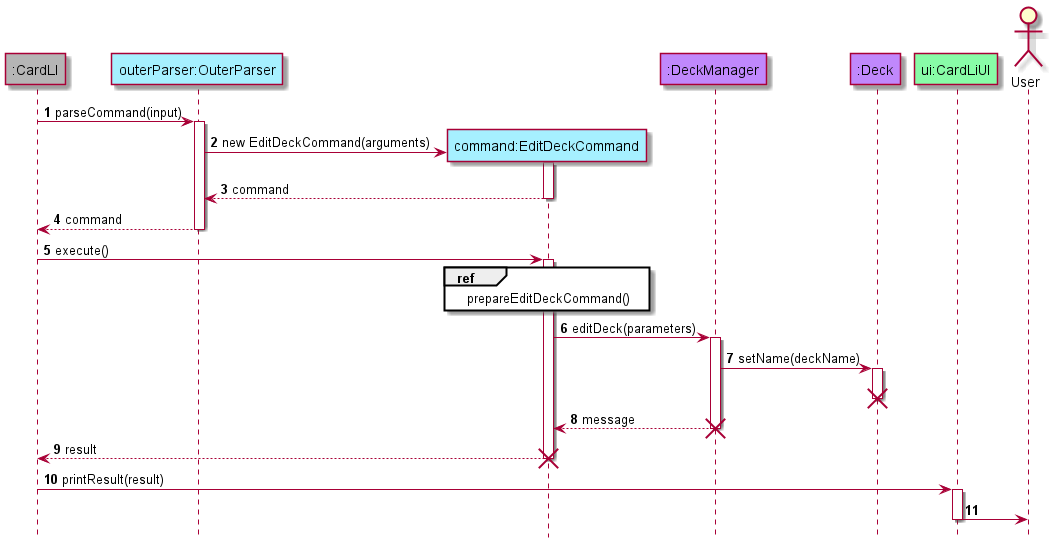 User
:CardLI
outerParser:OuterParser
:DeckManager
:Deck
ui:CardLiUI
1 parseCommand(input)
2 new EditDeckCommand(arguments)
command:EditDeckCommand
3 command
4 command
5 execute()
ref
prepareEditDeckCommand()
6 editDeck(parameters)
7 setName(deckName)
8 message
9 result
10 printResult(result)
11